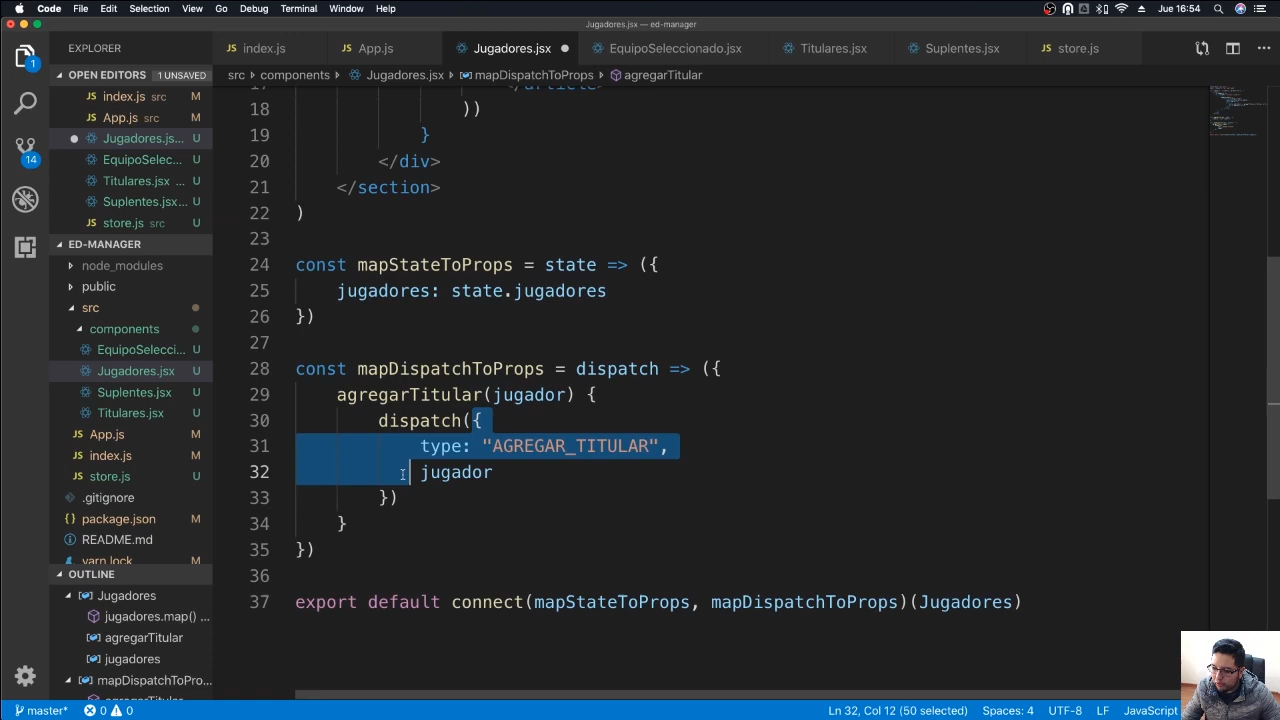 Code File Edit Selection View Go Debug Terminal Window Help Jue 16:54
Jugadores.jsx — ed-manager
EXPLORER
index.js App.js Jugadores.jsx EquipoSeleccionado.jsx Titulares.jsx Suplentes.jsx store.js
OPEN EDITORS 1 UNSAVED
src › components › Jugadores.jsx › mapDispatchToProps › agregarTitular
index.js src M
App.js src M
Jugadores.js... U
EquipoSelec... U
Titulares.jsx ... U
Suplentes.jsx... U
store.js src U
ED-MANAGER
node_modules
public
src
components
EquipoSelecci... U
Jugadores.jsx U
Suplentes.jsx U
Titulares.jsx U
App.js M
index.js M
store.js U
.gitignore
package.json M
README.md
yarn.lock M
OUTLINE
Jugadores
jugadores.map() ...
agregarTitular
jugadores
mapDispatchToPro...
agregarTitular
17 </article>
18 ))
19 }
20 </div>
21 </section>
22 )
23
24 const mapStateToProps = state => ({
25 jugadores: state.jugadores
26 })
27
28 const mapDispatchToProps = dispatch => ({
29 agregarTitular(jugador) {
30 dispatch({
31 type: "AGREGAR_TITULAR",
32 jugador
33 })
34 }
35 })
36
37 export default connect(mapStateToProps, mapDispatchToProps)(Jugadores)
1
14
master* 0 0 Ln 32, Col 12 (50 selected) Spaces: 4 UTF-8 LF JavaScript